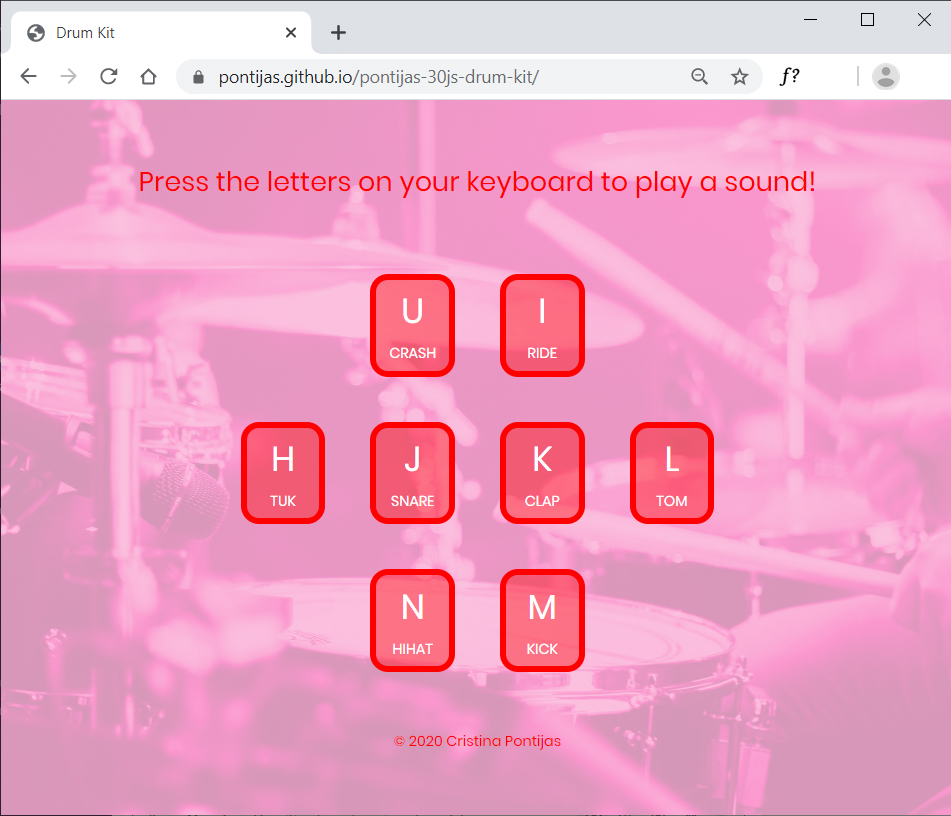 Drum Kit
pontijas.github.io/pontijas-30js-drum-kit/
f?
Press the letters on your keyboard to play a sound!
U I
CRASH RIDE
H J K L
TUK SNARE CLAP TOM
N M
HIHAT KICK
© 2020 Cristina Pontijas